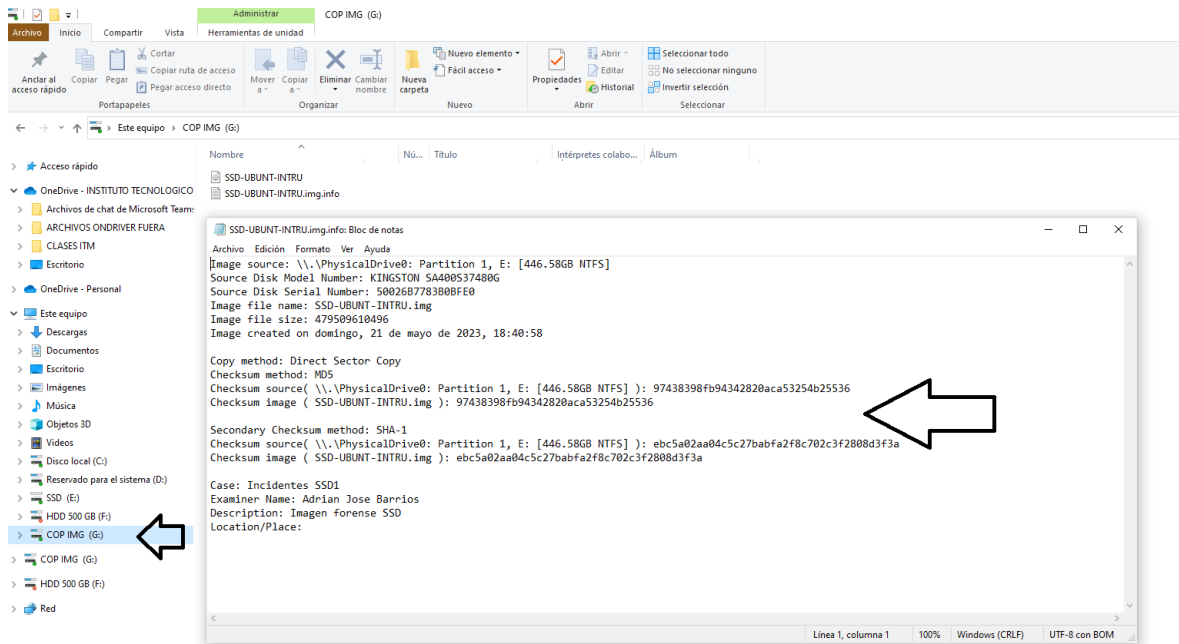 Administrar
COP IMG (G:)
Archivo
Inicio
Compartir
Vista
Herramientas de unidad
Anclar al acceso rápido
Copiar
Pegar
Cortar
Copiar ruta de acceso
Pegar acceso directo
Portapapeles
Mover a
Copiar a
Eliminar
Cambiar nombre
Organizar
Nueva carpeta
Nuevo elemento
Fácil acceso
Nuevo
Propiedades
Abrir
Editar
Historial
Abrir
Seleccionar todo
No seleccionar ninguno
Invertir selección
Seleccionar
Este equipo > COP IMG (G:)
Nombre
Nú...
Título
Intérpretes colabo...
Álbum
SSD-UBUNT-INTRU
SSD-UBUNT-INTRU.img.info
Acceso rápido
OneDrive - INSTITUTO TECNOLOGICO
Archivos de chat de Microsoft Teams
ARCHIVOS ONDRIVER FUERA
CLASES ITM
Escritorio
OneDrive - Personal
Este equipo
Descargas
Documentos
Escritorio
Imágenes
Música
Objetos 3D
Videos
Disco local (C:)
Reservado para el sistema (D:)
SSD (E:)
HDD 500 GB (F:)
COP IMG (G:)
COP IMG (G:)
HDD 500 GB (F:)
Red
SSD-UBUNT-INTRU.img.info: Bloc de notas
Archivo Edición Formato Ver Ayuda
Image source: \\.\PhysicalDrive0: Partition 1, E: [446.58GB NTFS]
Source Disk Model Number: KINGSTON SA400S37480G
Source Disk Serial Number: 50026B7783B0BFE0
Image file name: SSD-UBUNT-INTRU.img
Image file size: 479509610496
Image created on domingo, 21 de mayo de 2023, 18:40:58
Copy method: Direct Sector Copy
Checksum method: MD5
Checksum source( \\.\PhysicalDrive0: Partition 1, E: [446.58GB NTFS] ): 97438398fb94342820aca53254b25536
Checksum image ( SSD-UBUNT-INTRU.img ): 97438398fb94342820aca53254b25536
Secondary Checksum method: SHA-1
Checksum source( \\.\PhysicalDrive0: Partition 1, E: [446.58GB NTFS] ): ebc5a02aa04c5c27babfa2f8c702c3f2808d3f3a
Checksum image ( SSD-UBUNT-INTRU.img ): ebc5a02aa04c5c27babfa2f8c702c3f2808d3f3a
Case: Incidentes SSD1
Examiner Name: Adrian Jose Barrios
Description: Imagen forense SSD
Location/Place:
Línea 1, columna 1
100%
Windows (CRLF)
UTF-8 con BOM